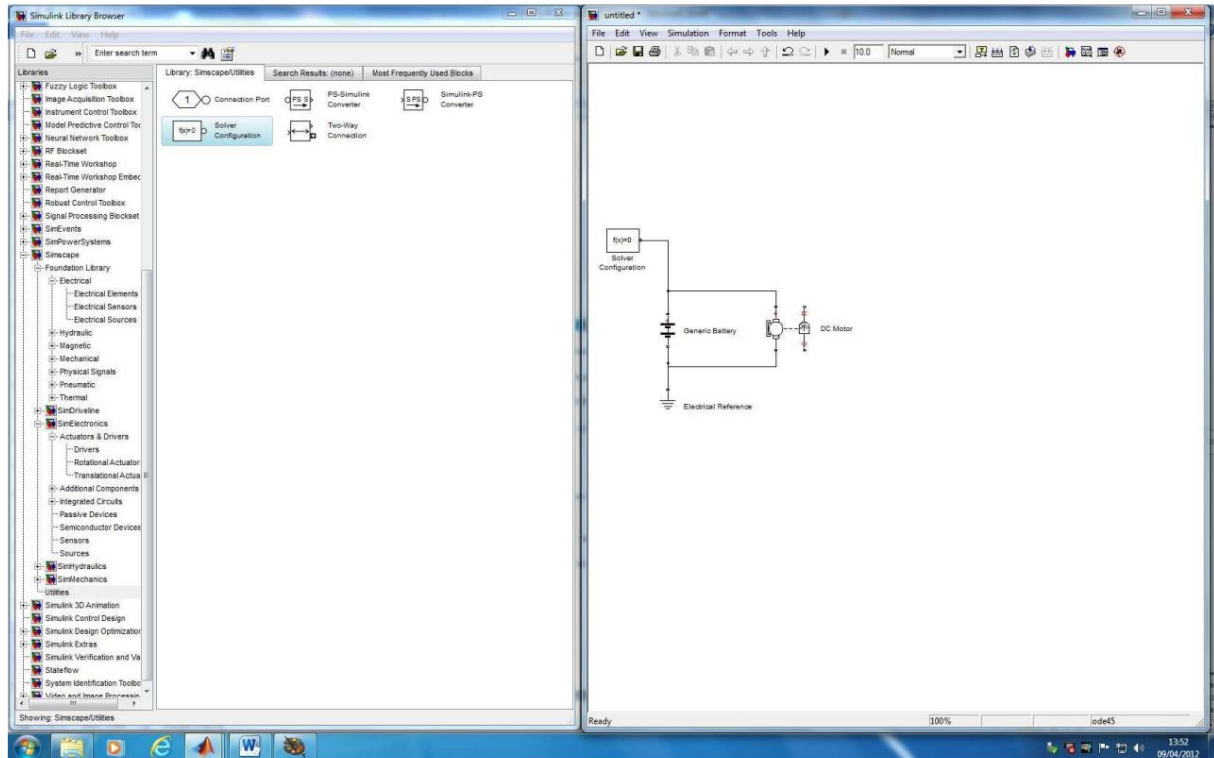 Simulink Library Browser
File Edit View Help
» Enter search term
Libraries
Fuzzy Logic Toolbox
Image Acquisition Toolbox
Instrument Control Toolbox
Model Predictive Control Toc
Neural Network Toolbox
RF Blockset
Real-Time Workshop
Real-Time Workshop Embec
Report Generator
Robust Control Toolbox
Signal Processing Blockset
SimEvents
SimPowerSystems
Simscape
Foundation Library
Electrical
Electrical Elements
Electrical Sensors
Electrical Sources
Hydraulic
Magnetic
Mechanical
Physical Signals
Pneumatic
Thermal
SimDriveline
SimElectronics
Actuators & Drivers
Drivers
Rotational Actuator
Translational Actua
Additional Components
Integrated Circuits
Passive Devices
Semiconductor Devices
Sensors
Sources
SimHydraulics
SimMechanics
Utilities
Simulink 3D Animation
Simulink Control Design
Simulink Design Optimization
Simulink Extras
Simulink Verification and Va
Stateflow
System Identification Toolbo
Video and Image Processin
Showing: Simscape/Utilities
Library: Simscape/Utilities Search Results: (none) Most Frequently Used Blocks
1 Connection Port
PS S PS-Simulink
Converter
S PS Simulink-PS
Converter
f(x)=0 Solver
Configuration
Two-Way
Connection
untitled *
File Edit View Simulation Format Tools Help
10.0 Normal
f(x)=0
Solver
Configuration
Generic Battery
DC Motor
Electrical Reference
Ready 100% ode45
W
13:52
09/04/2012